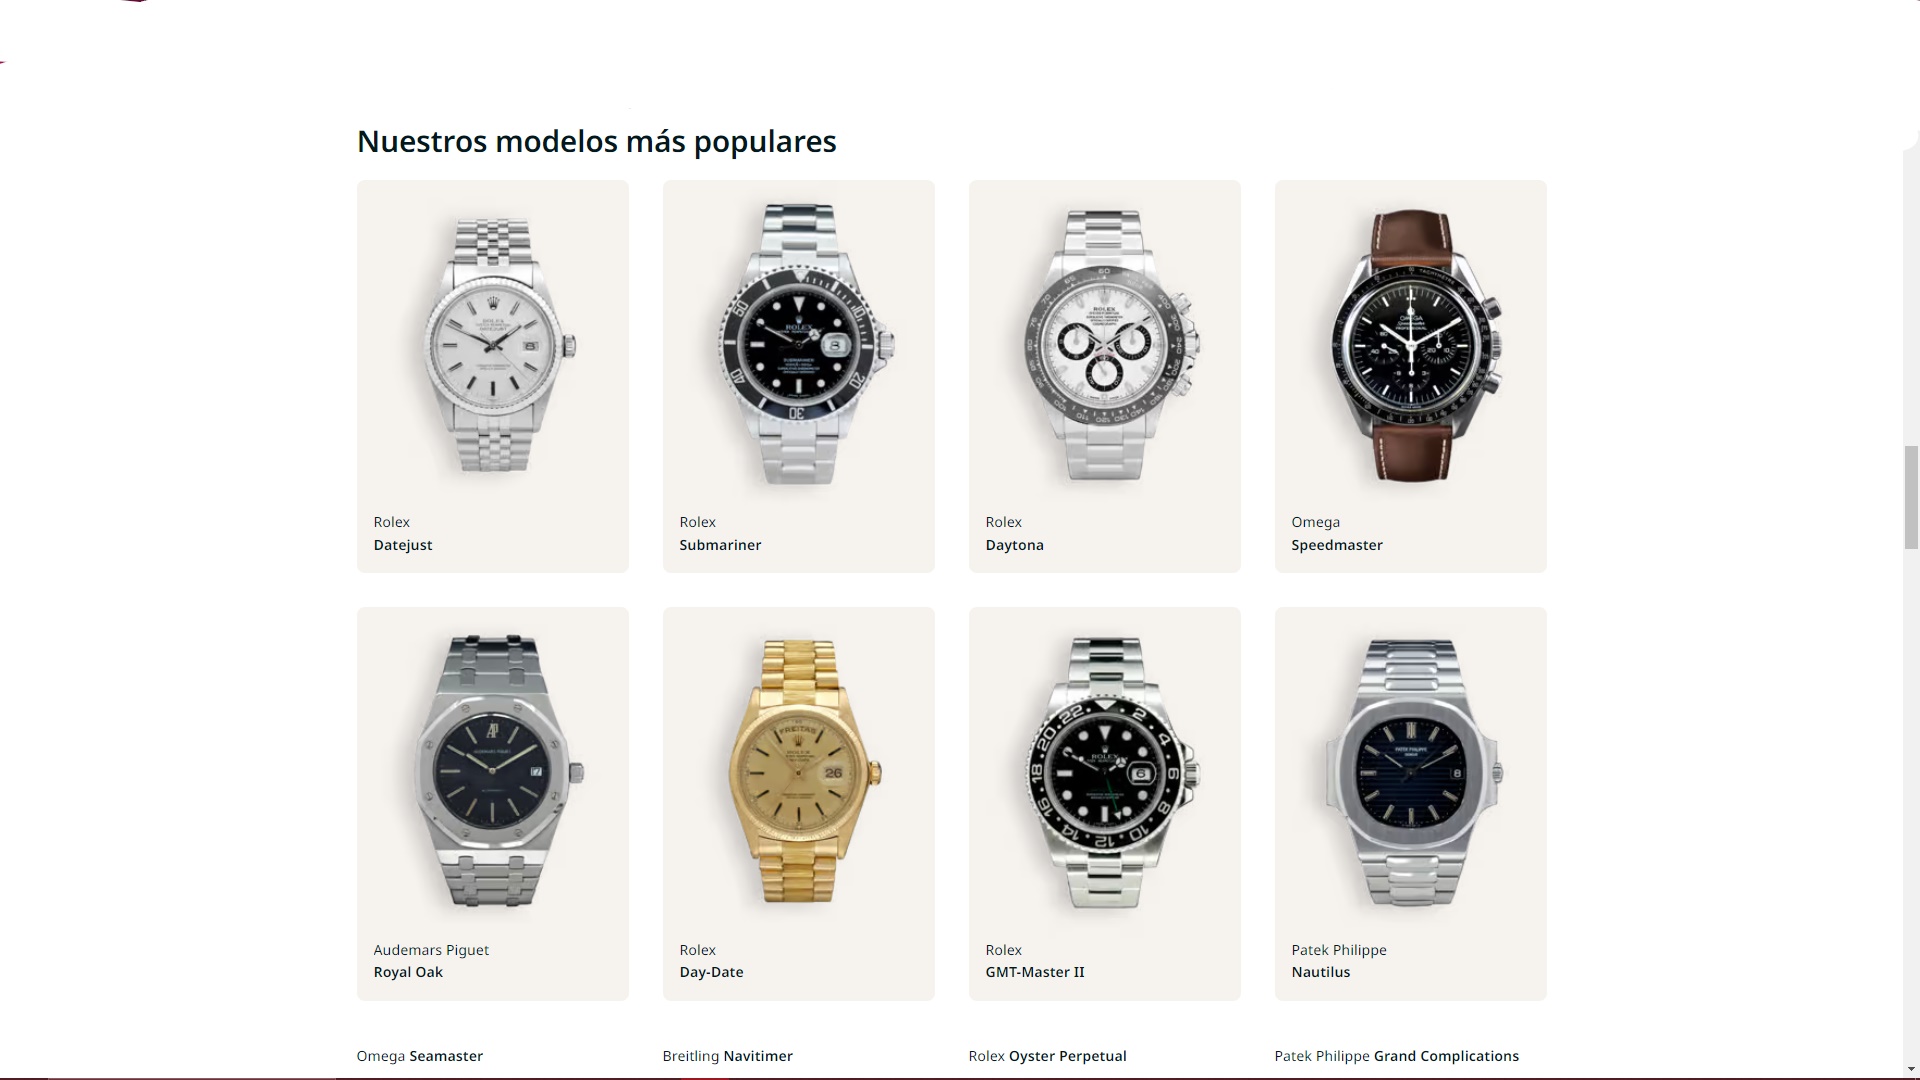 Nuestros modelos más populares
Rolex
Datejust
Rolex
Submariner
Rolex
Daytona
Omega
Speedmaster
Audemars Piguet
Royal Oak
Rolex
Day-Date
Rolex
GMT-Master II
Patek Philippe
Nautilus
Omega Seamaster
Breitling Navitimer
Rolex Oyster Perpetual
Patek Philippe Grand Complications